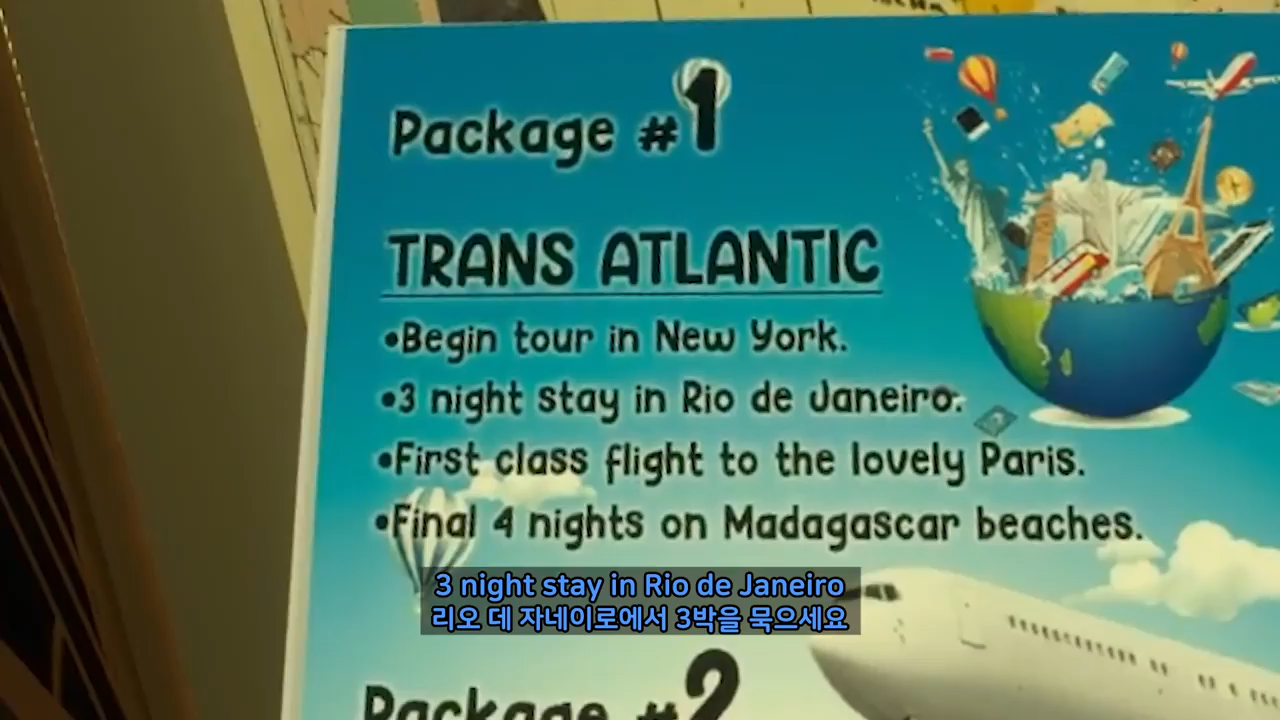 Package #1
TRANS ATLANTIC
•Begin tour in New York.
•3 night stay in Rio de Janeiro.
•First class flight to the lovely Paris.
•Final 4 nights on Madagascar beaches.
3 night stay in Rio de Janeiro
리오 데 자네이로에서 3박을 묵으세요
Package #2